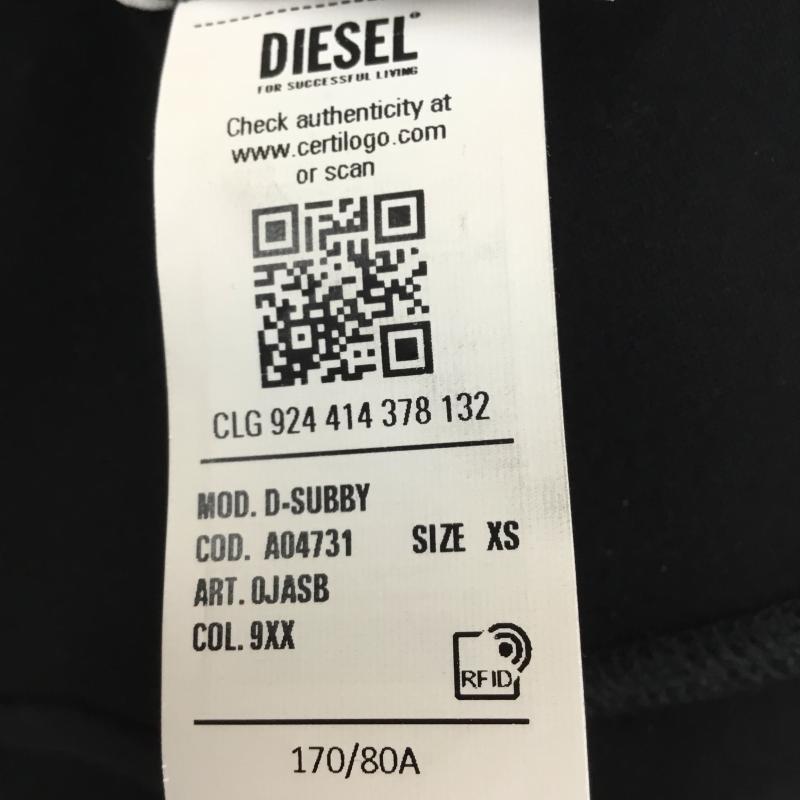 DIESEL®
FOR SUCCESSFUL LIVING
Check authenticity at
www.certilogo.com
or scan
CLG 924 414 378 132
MOD. D-SUBBY
COD. A04731 SIZE XS
ART. 0JASB
COL. 9XX
RFID
170/80A